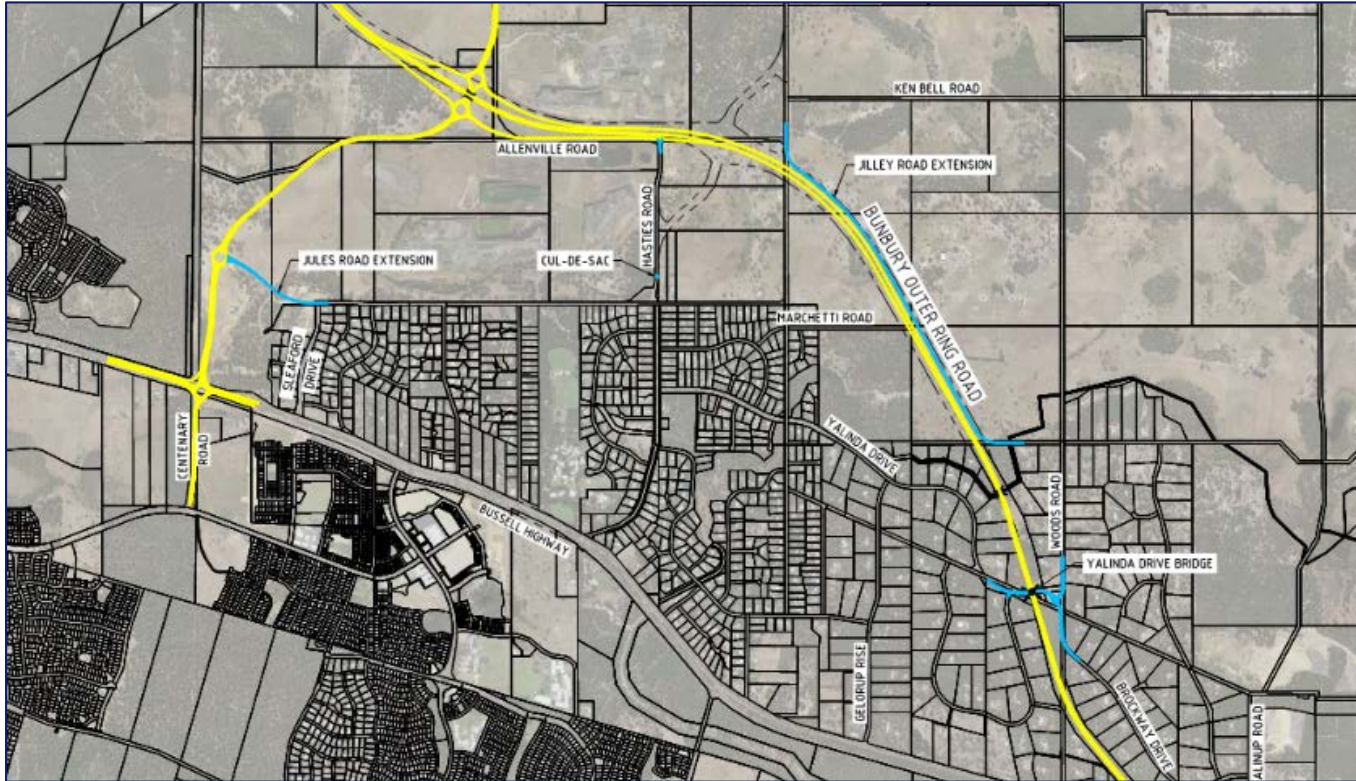 KEN BELL ROAD
ALLENVILLE ROAD
JILLEY ROAD EXTENSION
HASTIES ROAD
BUNBURY OUTER RING ROAD
JULES ROAD EXTENSION
CUL-DE-SAC
MARCHETTI ROAD
SLEAFORD
DRIVE
CENTENARY
ROAD
YALINDA DRIVE
BUSSELL HIGHWAY
WOODS ROAD
YALINDA DRIVE BRIDGE
GELORUP RISE
BROCKWAY DRIVE
ALINUP ROAD